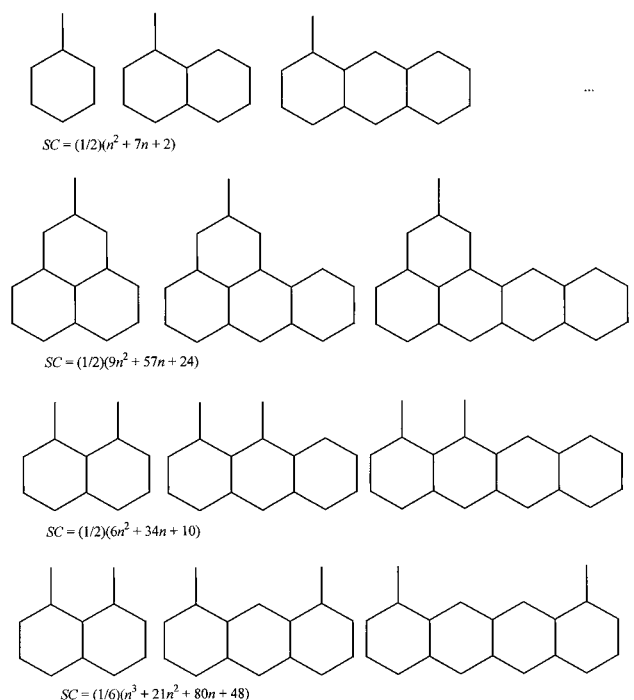 ...
SC = (1/2)(n² + 7n + 2)
SC = (1/2)(9n² + 57n + 24)
SC = (1/2)(6n² + 34n + 10)
SC = (1/6)(n³ + 21n² + 80n + 48)